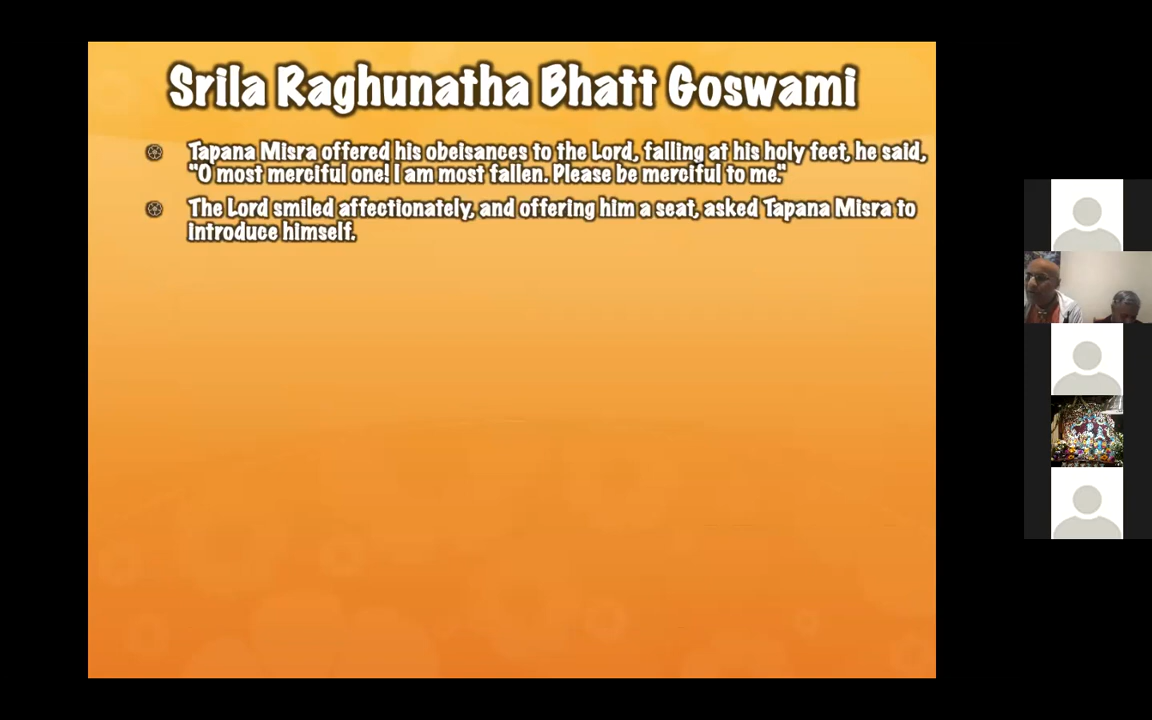 Srila Raghunatha Bhatt Goswami
Tapana Misra offered his obeisances to the Lord, falling at his holy feet, he said,
"O most merciful one! I am most fallen. Please be merciful to me."
The Lord smiled affectionately, and offering him a seat, asked Tapana Misra to
introduce himself.